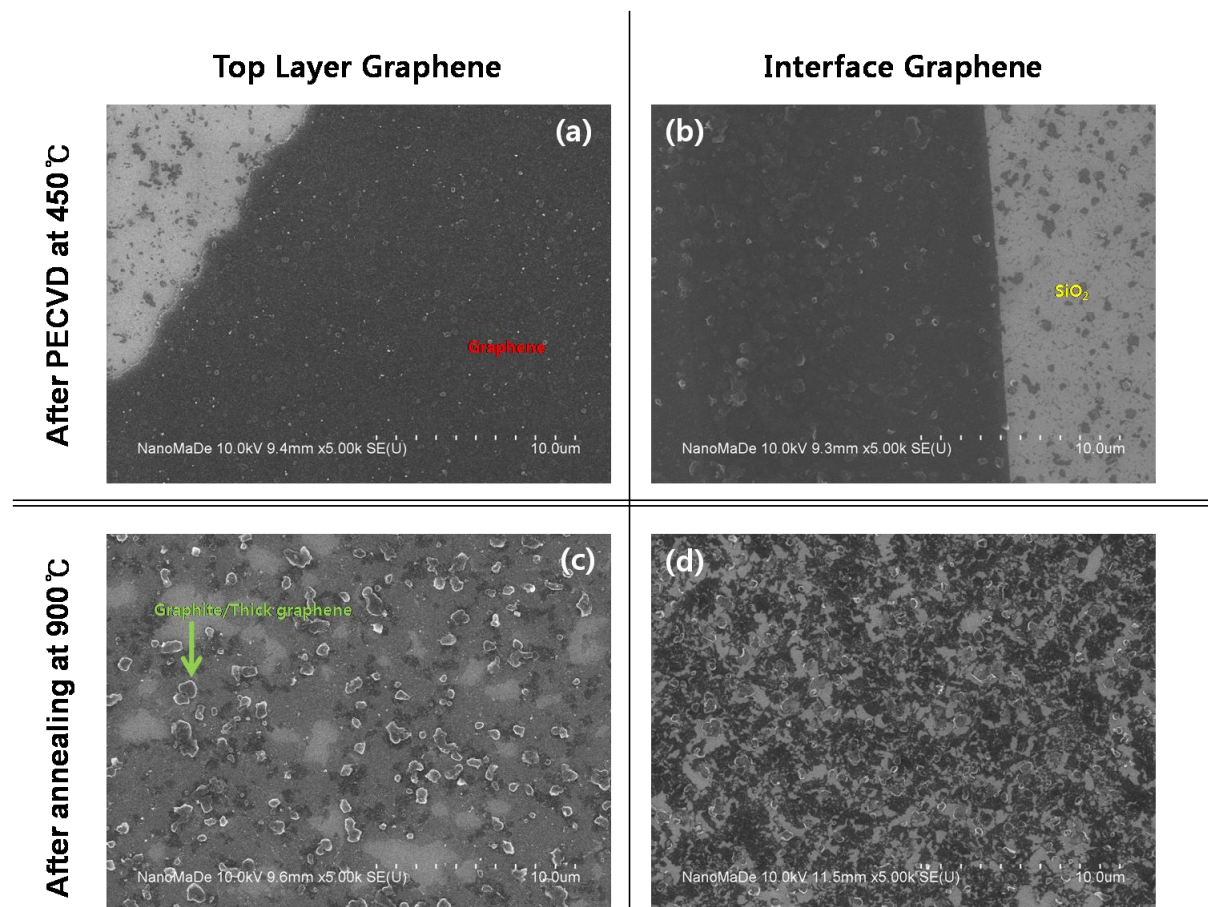 Top Layer Graphene
Interface Graphene
After PECVD at 450℃
(a)
Graphene
NanoMaDe 10.0kV 9.4mm x5.00k SE(U)
10.0um
(b)
SiO₂
NanoMaDe 10.0kV 9.3mm x5.00k SE(U)
10.0um
After annealing at 900℃
(c)
Graphite/Thick graphene
NanoMaDe 10.0kV 9.6mm x5.00k SE(U)
10.0um
(d)
NanoMaDe 10.0kV 11.5mm x5.00k SE(U)
10.0um